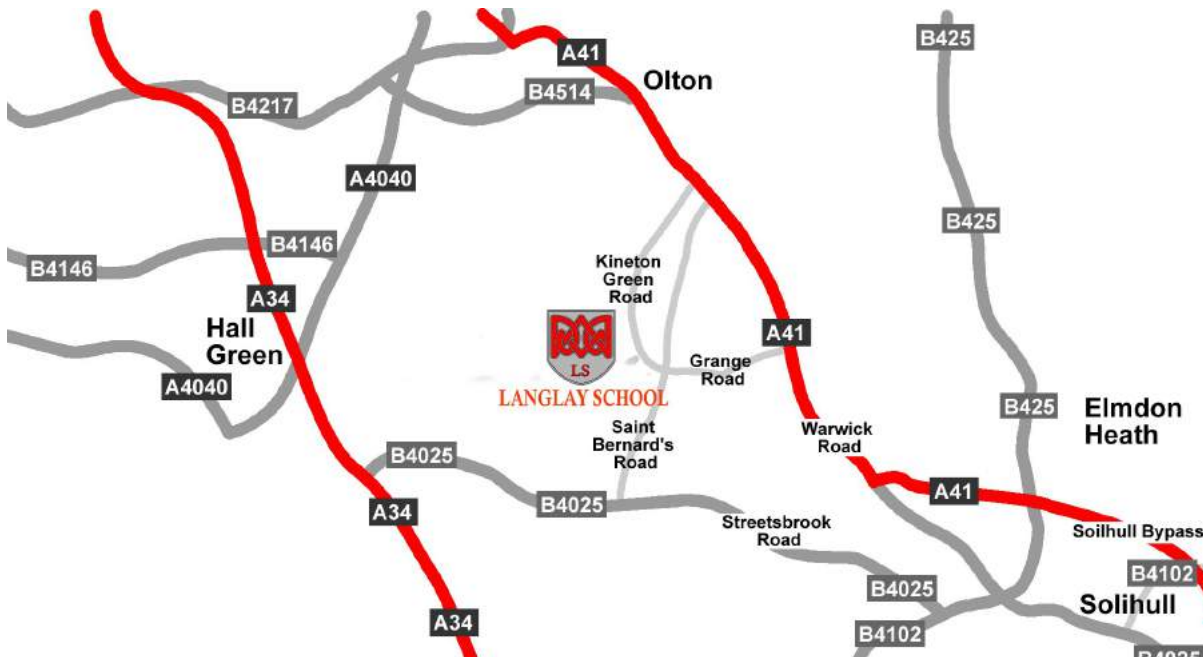 B425
A41
Olton
B4514
B4217
A4040
B425
B4146
B4146
Kineton
Green
Road
A34
Hall
Green
A41
LS
Grange
Road
A4040
LANGLAY SCHOOL
B425
Elmdon
Heath
Saint
Bernard's
Road
Warwick
Road
B4025
A41
B4025
A34
Streetsbrook
Road
Soilhull Bypass
B4102
B4025
Solihull
A34
B4102